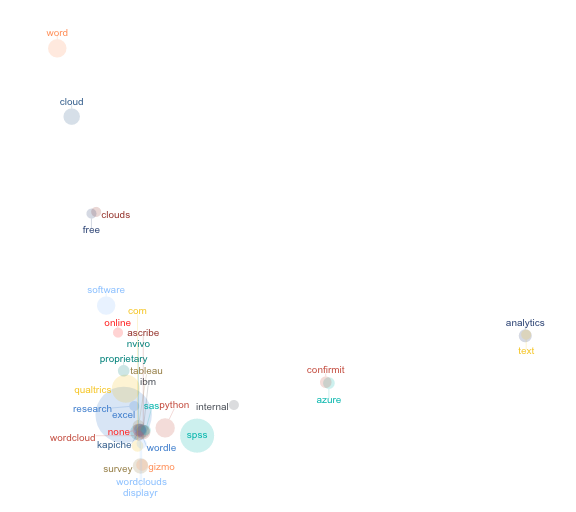 word
cloud
clouds
free
software
com
online
ascribe
nvivo
analytics
text
proprietary
tableau
ibm
confirmit
qualtrics
azure
research
sas
python
internal
excel
none
wordcloud
spss
kapiche
wordle
survey
gizmo
wordclouds
displayr